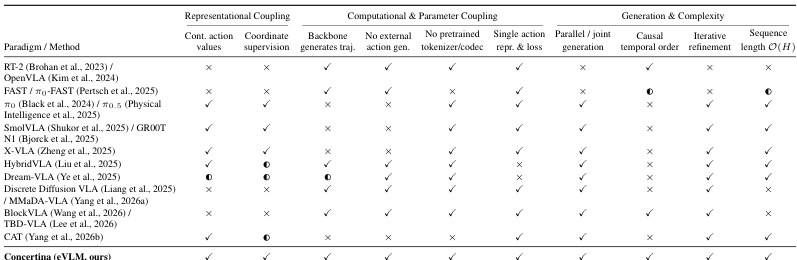 Representational Coupling Computational & Parameter Coupling Generation & Complexity
Cont. action Coordinate Backbone No external No pretrained Single action Parallel / joint Causal Iterative Sequence
Paradigm / Method values supervision generates traj. action gen. tokenizer/codec repr. & loss generation temporal order refinement length O(H)
RT-2 (Brohan et al., 2023) / × × ✓ ✓ ✓ ✓ × ✓ × ×
OpenVLA (Kim et al., 2024)
FAST / π₀-FAST (Pertsch et al., 2025) × × ✓ ✓ × ✓ × ◐ × ◐
π₀ (Black et al., 2024) / π₀.₅ (Physical ✓ ✓ × × ✓ ✓ ✓ × ✓ ✓
Intelligence et al., 2025)
SmolVLA (Shukor et al., 2025) / GR00T ✓ ✓ × × ✓ ✓ ✓ × ✓ ✓
N1 (Bjorck et al., 2025)
X-VLA (Zheng et al., 2025) ✓ ✓ × × ✓ ✓ ✓ × ✓ ✓
HybridVLA (Liu et al., 2025) ✓ ◐ ✓ ✓ ✓ × ✓ × ✓ ✓
Dream-VLA (Ye et al., 2025) ◐ ◐ ◐ ✓ ✓ × ✓ × ✓ ✓
Discrete Diffusion VLA (Liang et al., 2025) × × ✓ ✓ ✓ ✓ ✓ × ✓ ×
/ MMaDA-VLA (Yang et al., 2026a)
BlockVLA (Wang et al., 2026) / × × ✓ ✓ ✓ ✓ ✓ ✓ ✓ ×
TBD-VLA (Lee et al., 2026)
CAT (Yang et al., 2026b) ✓ ◐ × × × ✓ ✓ × ✓ ✓
Concertina (eVLM, ours) ✓ ✓ ✓ ✓ ✓ ✓ ✓ ✓ ✓ ✓